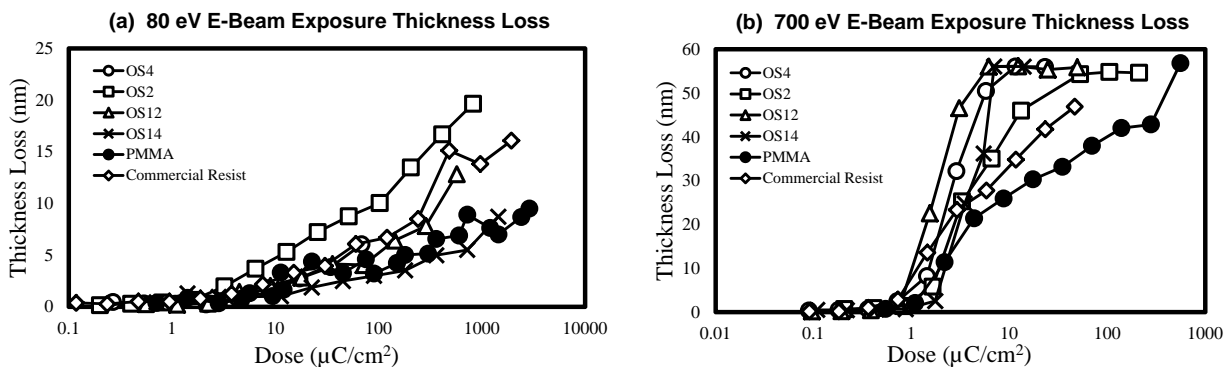 (a) 80 eV E-Beam Exposure Thickness Loss
25
20
15
10
5
0
Thickness Loss (nm)
OS4
OS2
OS12
OS14
PMMA
Commercial Resist
0.1 1 10 100 1000 10000
Dose (µC/cm²)
(b) 700 eV E-Beam Exposure Thickness Loss
60
50
40
30
20
10
0
Thickness Loss (nm)
OS4
OS2
OS12
OS14
PMMA
Commercial Resist
0.01 0.1 1 10 100 1000
Dose (µC/cm²)